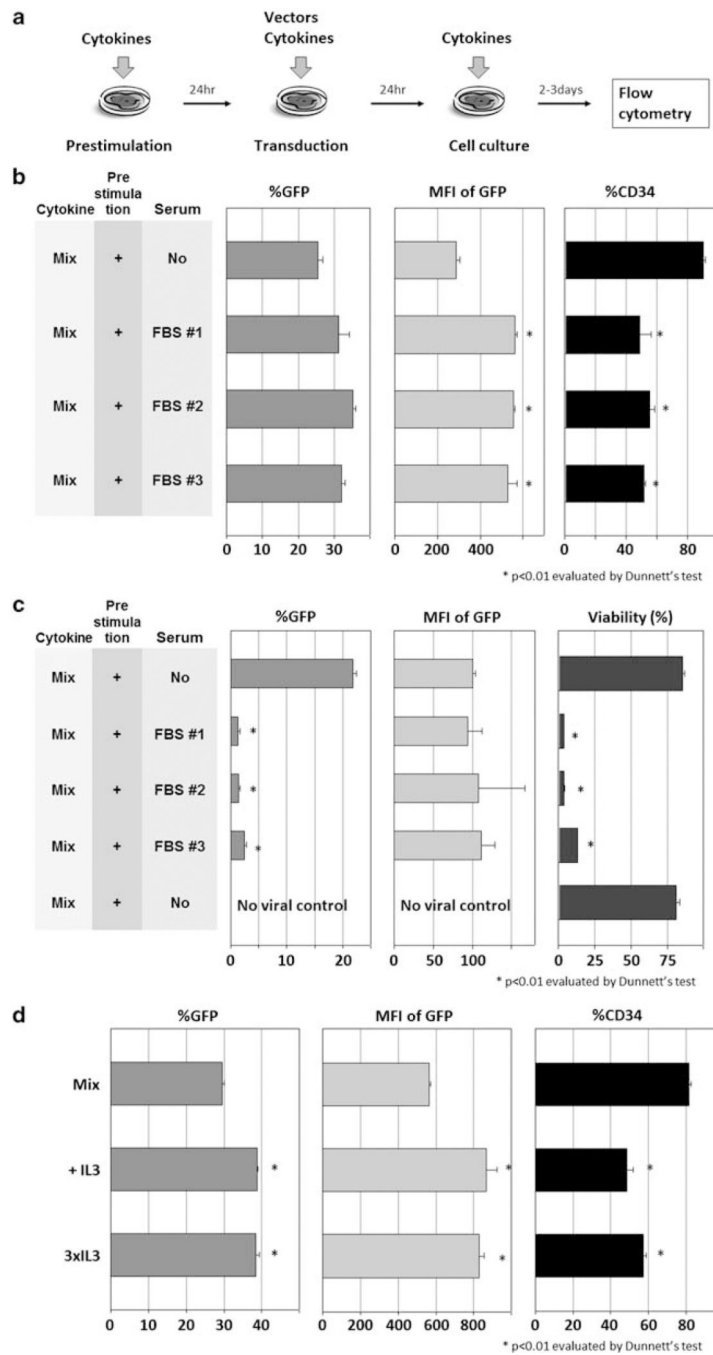 a
Vectors
Cytokines Cytokines Cytokines
24hr 24hr 2-3days
Flow
cytometry
Prestimulation Transduction Cell culture
b
Cytokine Pre
stimula
tion Serum %GFP MFI of GFP %CD34
Mix + No
Mix + FBS #1 * *
Mix + FBS #2 * *
Mix + FBS #3 * *
0 10 20 30 0 200 400 600 0 40 60 80
* p<0.01 evaluated by Dunnett's test
c
Cytokine Pre
stimula
tion Serum %GFP MFI of GFP Viability (%)
Mix + No
Mix + FBS #1 * *
Mix + FBS #2 * *
Mix + FBS #3 * *
Mix + No No viral control No viral control
0 10 20 0 50 100 150 0 25 50 75
* p<0.01 evaluated by Dunnett's test
d
%GFP MFI of GFP %CD34
Mix
+ IL3 * * *
3xIL3 * * *
0 10 20 30 40 0 200 400 600 800 1000 0 20 40 60 80
* p<0.01 evaluated by Dunnett's test